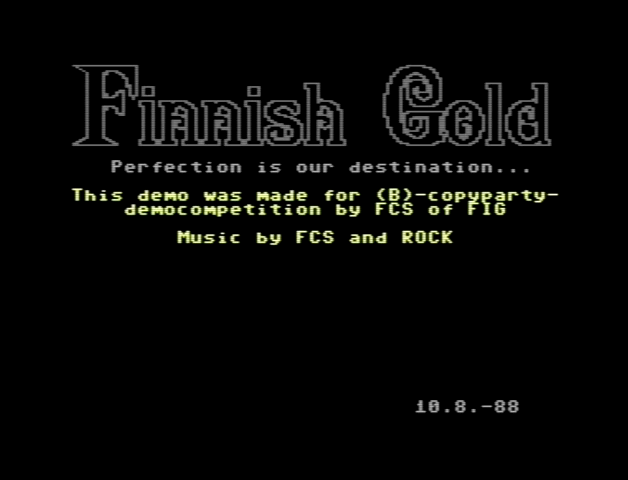 Finnish Gold
Perfection is our destination...
This demo was made for (B)-copyparty-
democompetition by FCS of FIG
Music by FCS and ROCK
10.8.-88